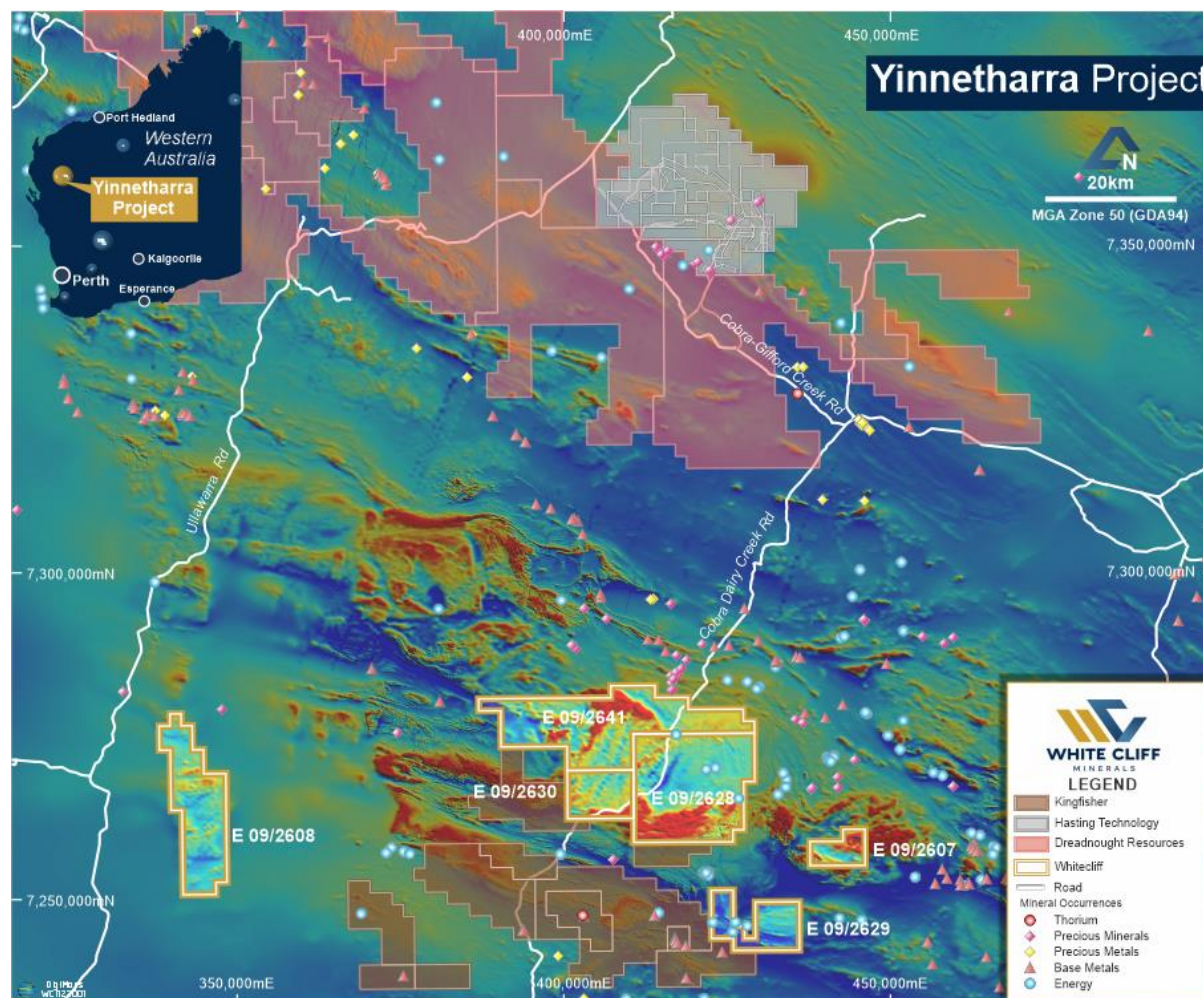 400,000mE
450,000mE
Yinnetharra Project
Port Hedland
Western
Australia
Yinnetharra
Project
Kalgoorlie
Perth
Esperance
N
20km
MGA Zone 50 (GDA94)
7,350,000mN
Cobra-Gifford Creek Rd
Ullawarra Rd
Cobra Dairy Creek Rd
7,300,000mN
7,300,000mN
E 09/2641
E 09/2630
E 09/2628
E 09/2608
E 09/2607
E 09/2629
7,250,000mN
350,000mE
400,000mE
450,000mE
WHITE CLIFF
MINERALS
LEGEND
Kingfisher
Hasting Technology
Dreadnought Resources
Whitecliff
Road
Mineral Occurrences
Thorium
Precious Minerals
Precious Metals
Base Metals
Energy